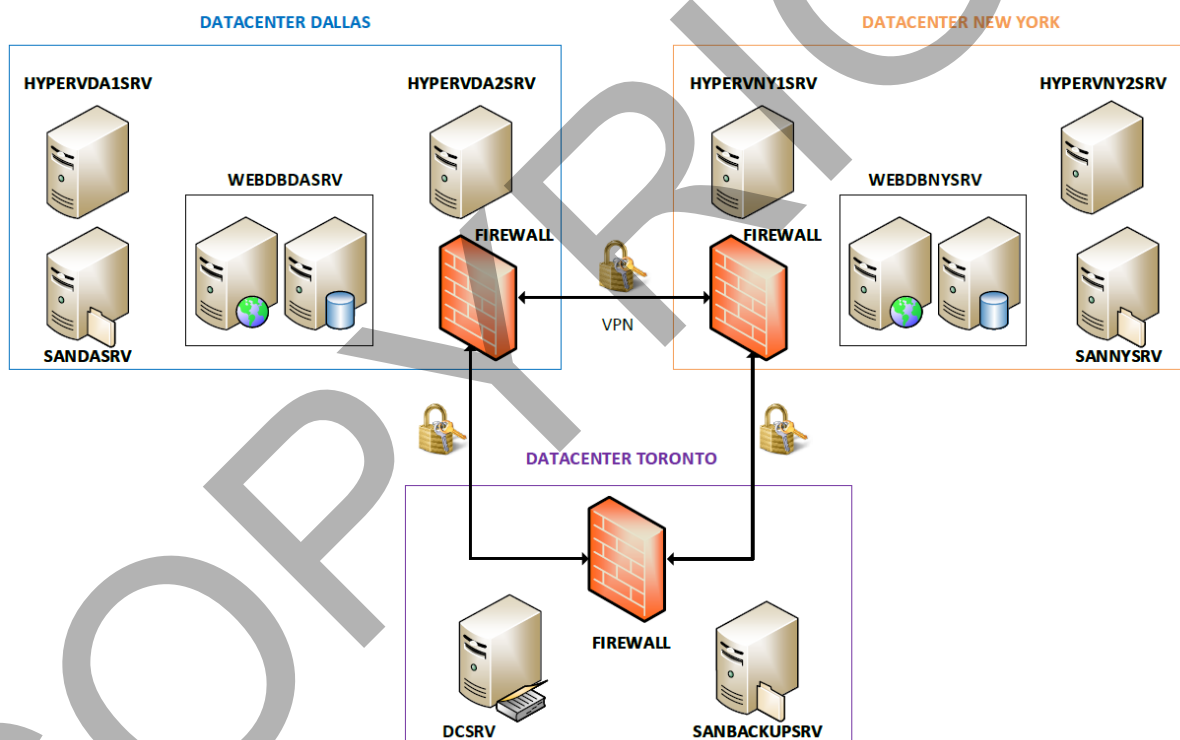 DATACENTER DALLAS
DATACENTER NEW YORK
HYPERVDA1SRV
HYPERVDA2SRV
HYPERVNY1SRV
HYPERVNY2SRV
WEBDBDASRV
WEBDBNYSRV
FIREWALL
FIREWALL
VPN
SANDASRV
SANNYSRV
DATACENTER TORONTO
FIREWALL
DCSRV
SANBACKUPSRV